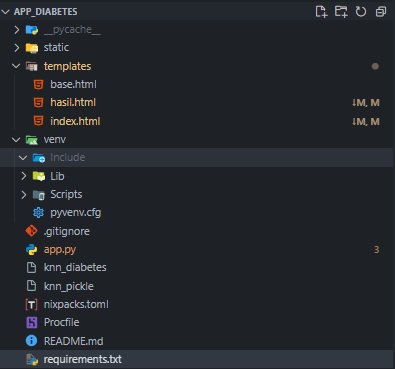 APP_DIABETES
__pycache__
static
templates
base.html
hasil.html ↓M, M
index.html ↓M, M
venv
Include
Lib
Scripts
pyvenv.cfg
.gitignore
app.py 3
knn_diabetes
knn_pickle
nixpacks.toml
Procfile
README.md
requirements.txt